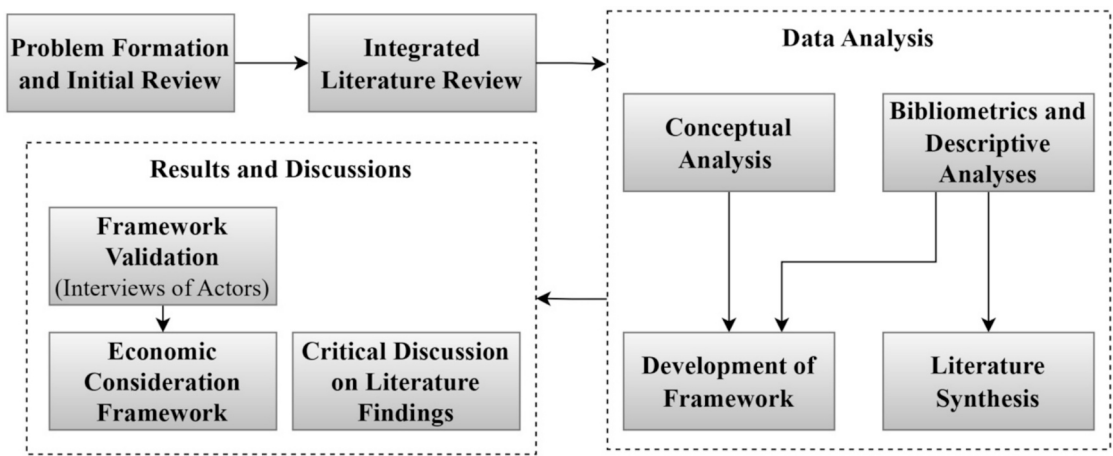 Problem Formation
and Initial Review
Integrated
Literature Review
Data Analysis
Conceptual
Analysis
Bibliometrics and
Descriptive
Analyses
Development of
Framework
Literature
Synthesis
Results and Discussions
Framework
Validation
(Interviews of Actors)
Economic
Consideration
Framework
Critical Discussion
on Literature
Findings